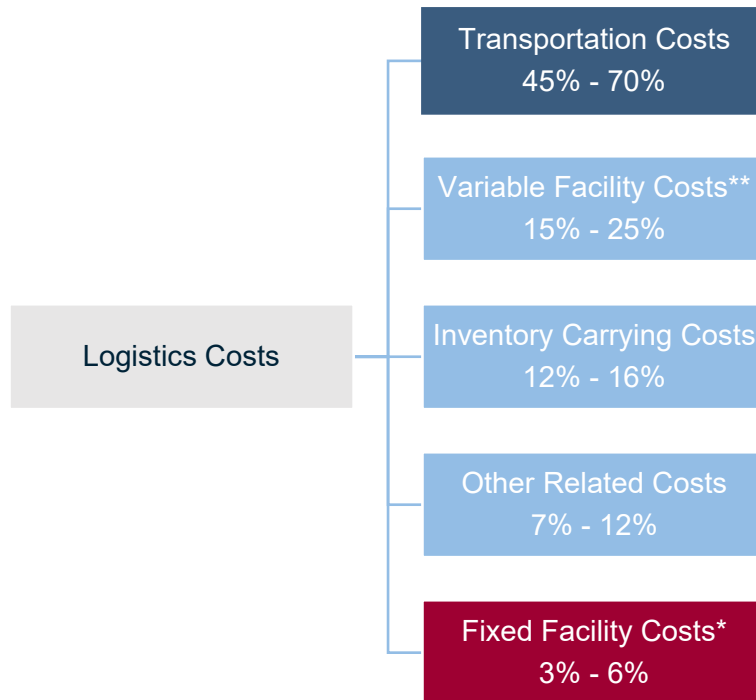 Transportation Costs
45% - 70%
Variable Facility Costs**
15% - 25%
Logistics Costs
Inventory Carrying Costs
12% - 16%
Other Related Costs
7% - 12%
Fixed Facility Costs*
3% - 6%